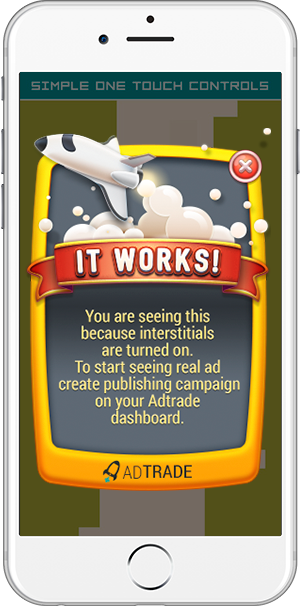 SIMPLE ONE TOUCH CONTROLS
IT WORKS!
You are seeing this
because interstitials
are turned on.
To start seeing real ad
create publishing campaign
on your Adtrade
dashboard.
ADTRADE